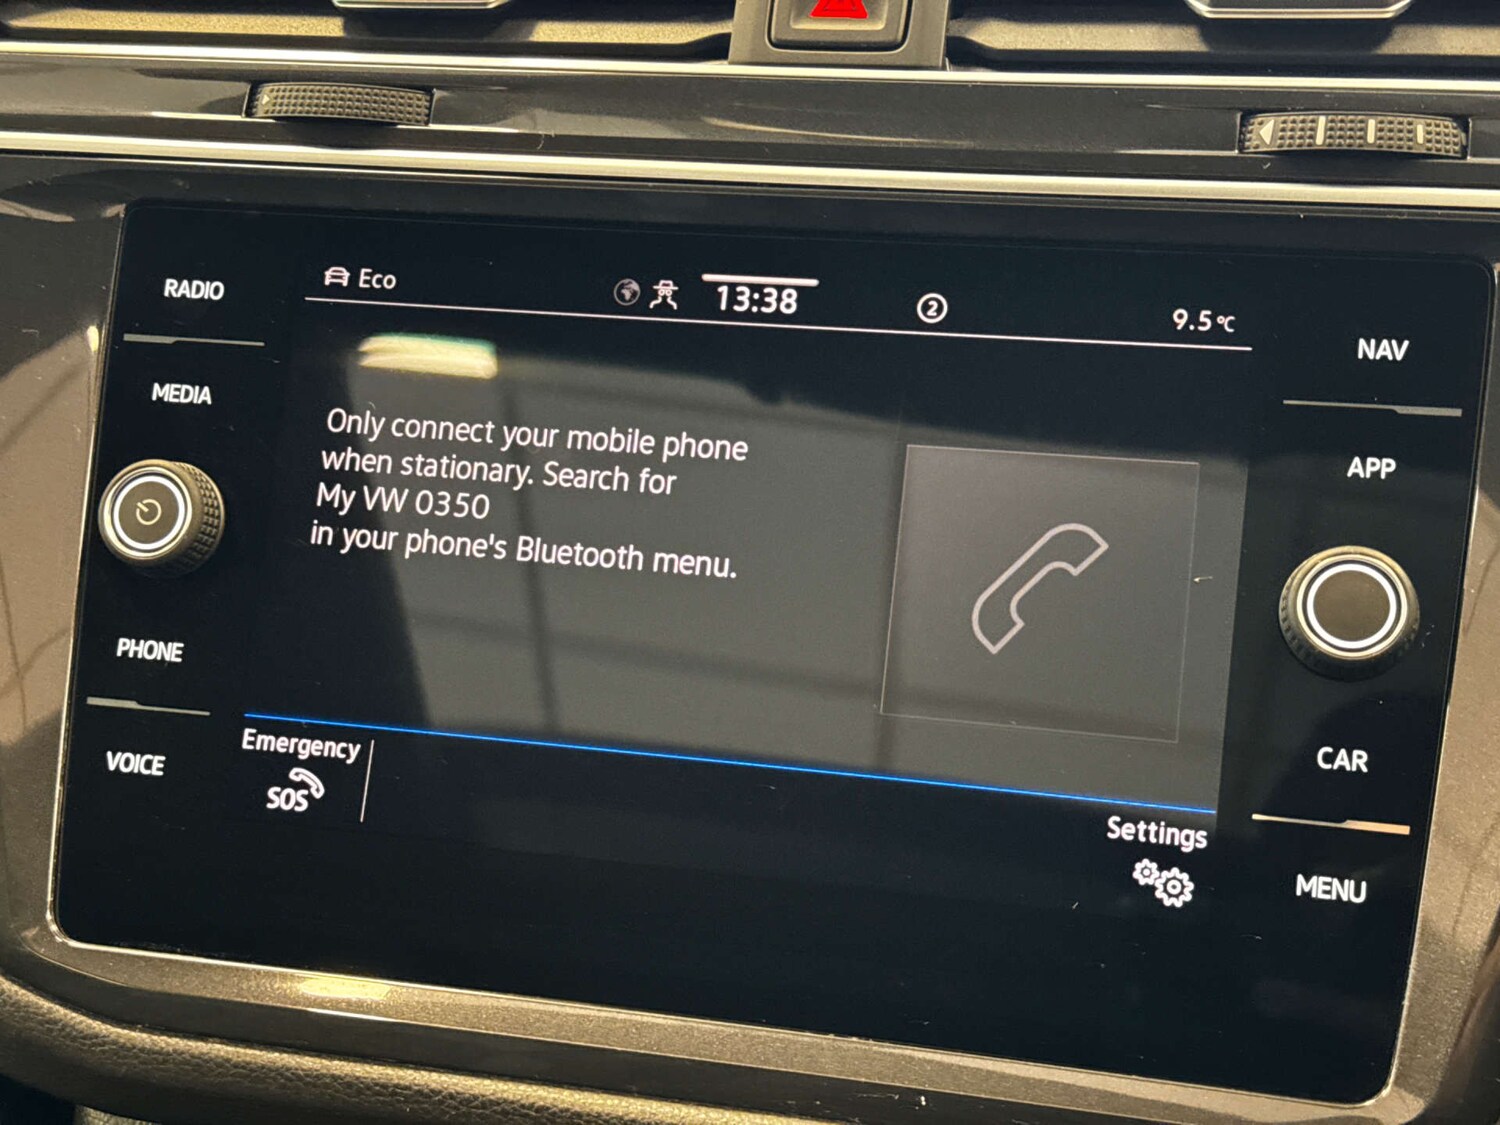 RADIO
MEDIA
PHONE
VOICE
Eco
13:38
2
9.5°C
Only connect your mobile phone
when stationary. Search for
My VW 0350
in your phone's Bluetooth menu.
Emergency
SOS
Settings
NAV
APP
CAR
MENU